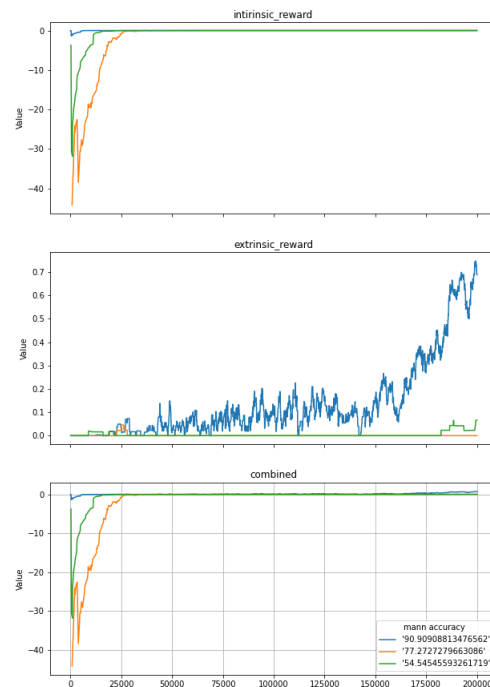 intirinsic_reward
0
−10
−20
−30
−40
Value
extrinsic_reward
0.7
0.6
0.5
0.4
0.3
0.2
0.1
0.0
Value
combined
0
−10
−20
−30
−40
Value
mann accuracy
'90.90908813476562'
'77.2727279663086'
'54.54545593261719'
0 25000 50000 75000 100000 125000 150000 175000 200000